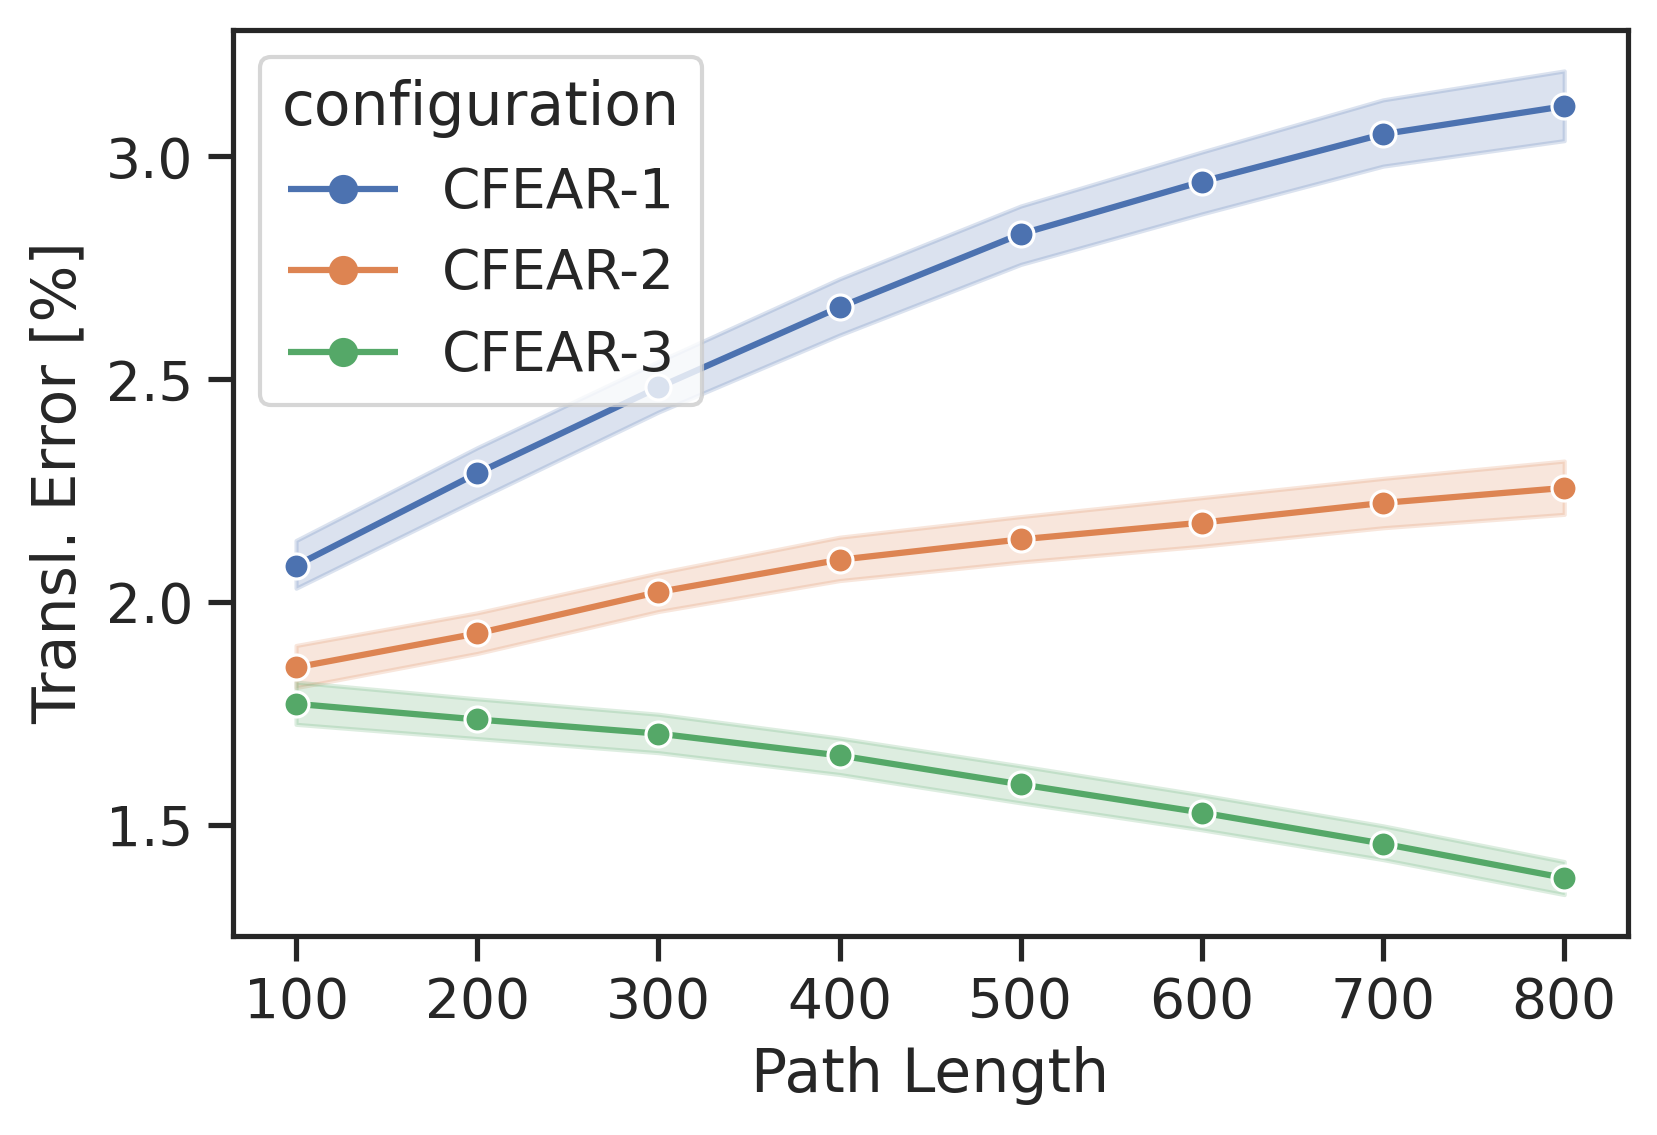 configuration
CFEAR-1
CFEAR-2
CFEAR-3
Transl. Error [%]
3.0
2.5
2.0
1.5
100 200 300 400 500 600 700 800
Path Length